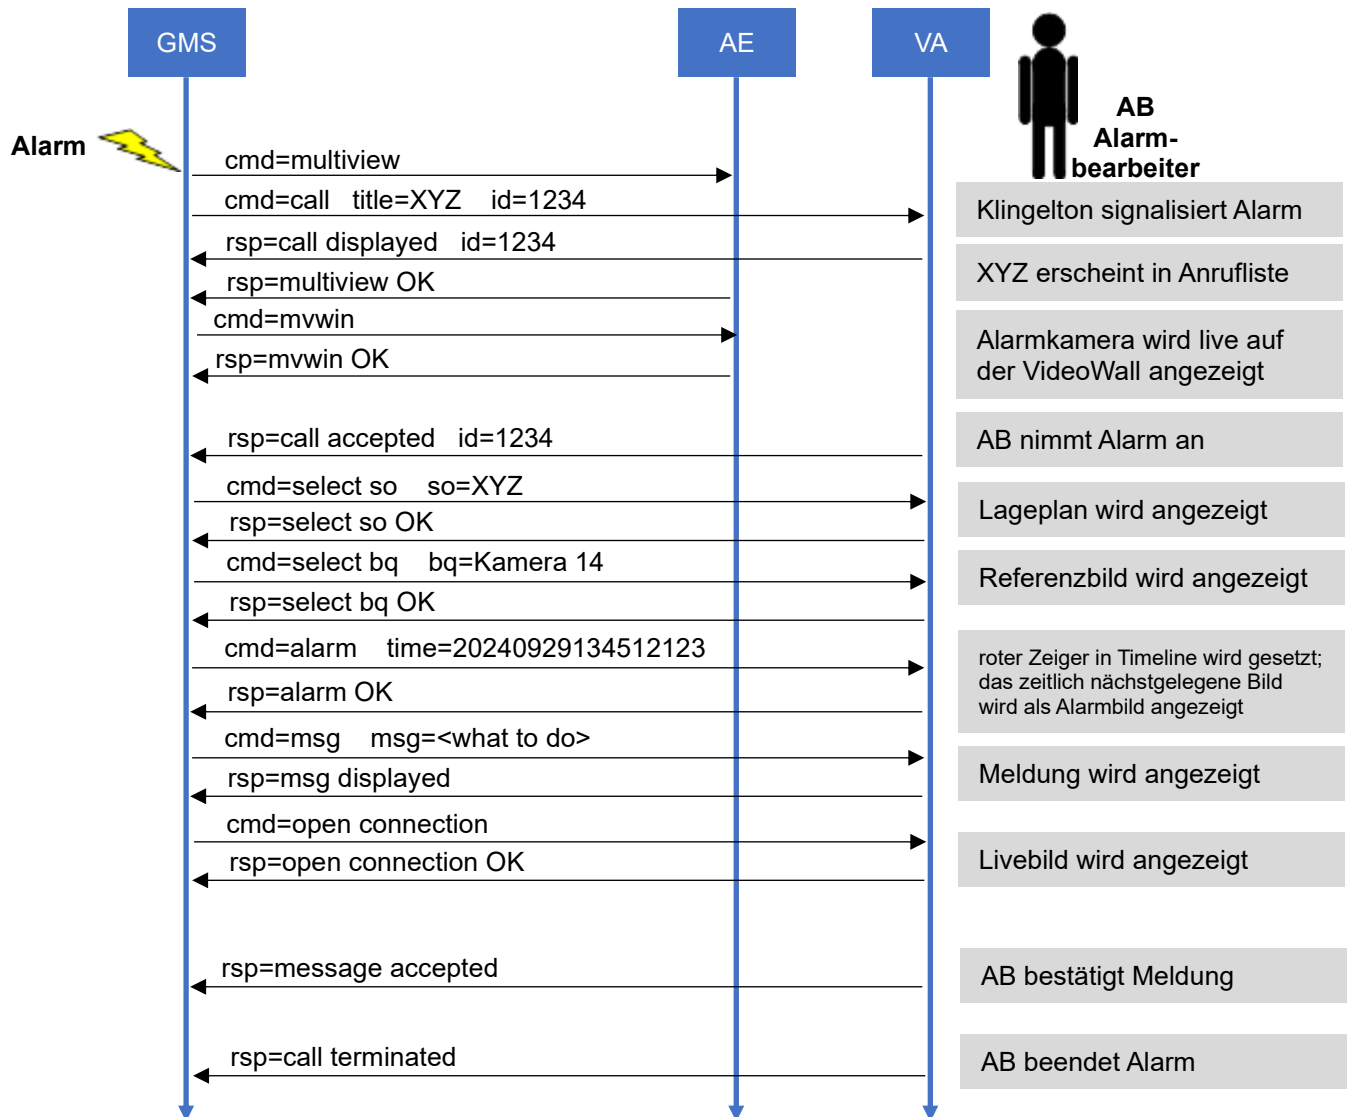 GMS
AE
VA
AB
Alarm-
bearbeiter
Alarm
cmd=multiview
cmd=call title=XYZ id=1234
Klingelton signalisiert Alarm
rsp=call displayed id=1234
XYZ erscheint in Anrufliste
rsp=multiview OK
cmd=mvwin
Alarmkamera wird live auf
der VideoWall angezeigt
rsp=mvwin OK
rsp=call accepted id=1234
AB nimmt Alarm an
cmd=select so so=XYZ
Lageplan wird angezeigt
rsp=select so OK
cmd=select bq bq=Kamera 14
Referenzbild wird angezeigt
rsp=select bq OK
cmd=alarm time=20240929134512123
roter Zeiger in Timeline wird gesetzt;
das zeitlich nächstgelegene Bild
wird als Alarmbild angezeigt
rsp=alarm OK
cmd=msg msg=<what to do>
Meldung wird angezeigt
rsp=msg displayed
cmd=open connection
Livebild wird angezeigt
rsp=open connection OK
rsp=message accepted
AB bestätigt Meldung
rsp=call terminated
AB beendet Alarm